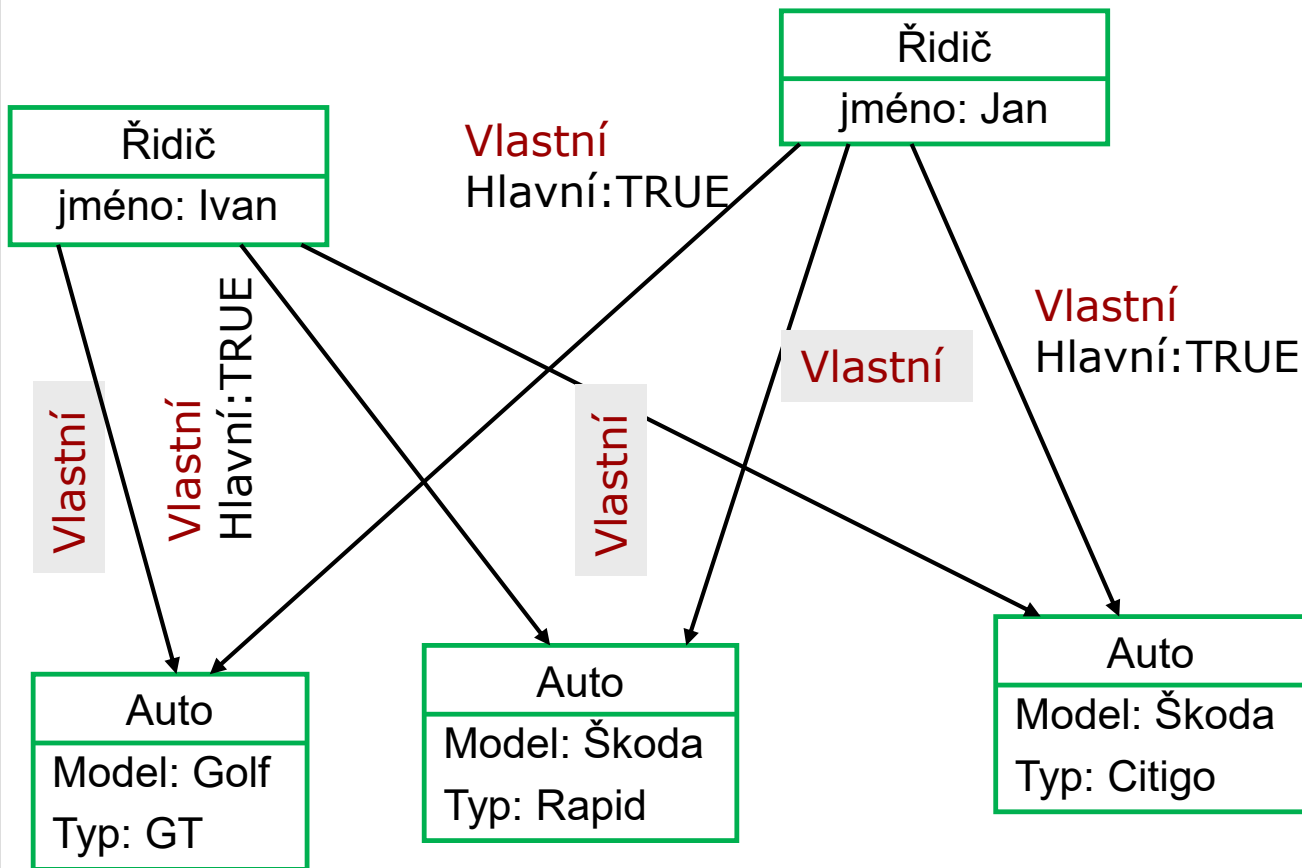 Řidič
jméno: Jan
Řidič
jméno: Ivan
Vlastní
Hlavní:TRUE
Vlastní
Vlastní
Hlavní:TRUE
Vlastní
Vlastní
Vlastní
Hlavní:TRUE
Auto
Model: Golf
Typ: GT
Auto
Model: Škoda
Typ: Rapid
Auto
Model: Škoda
Typ: Citigo